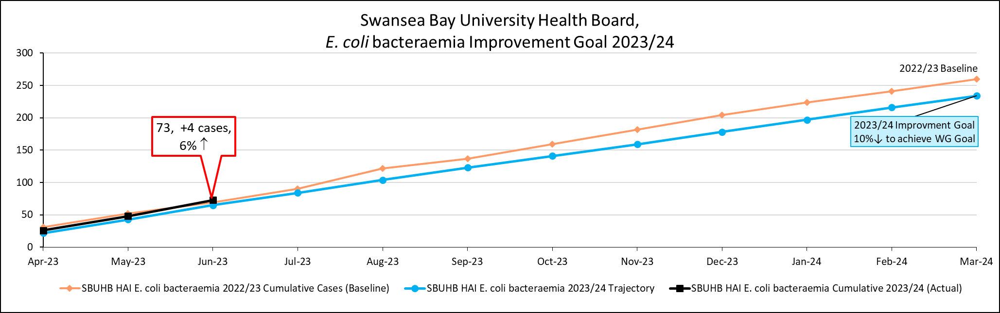 Swansea Bay University Health Board,
E. coli bacteraemia Improvement Goal 2023/24
300
250
200
150
100
50
0
2022/23 Baseline
73, +4 cases,
6% ↑
2023/24 Improvment Goal
10%↓ to achieve WG Goal
Apr-23 May-23 Jun-23 Jul-23 Aug-23 Sep-23 Oct-23 Nov-23 Dec-23 Jan-24 Feb-24 Mar-24
SBUHB HAI E. coli bacteraemia 2022/23 Cumulative Cases (Baseline) SBUHB HAI E. coli bacteraemia 2023/24 Trajectory SBUHB HAI E. coli bacteraemia Cumulative 2023/24 (Actual)